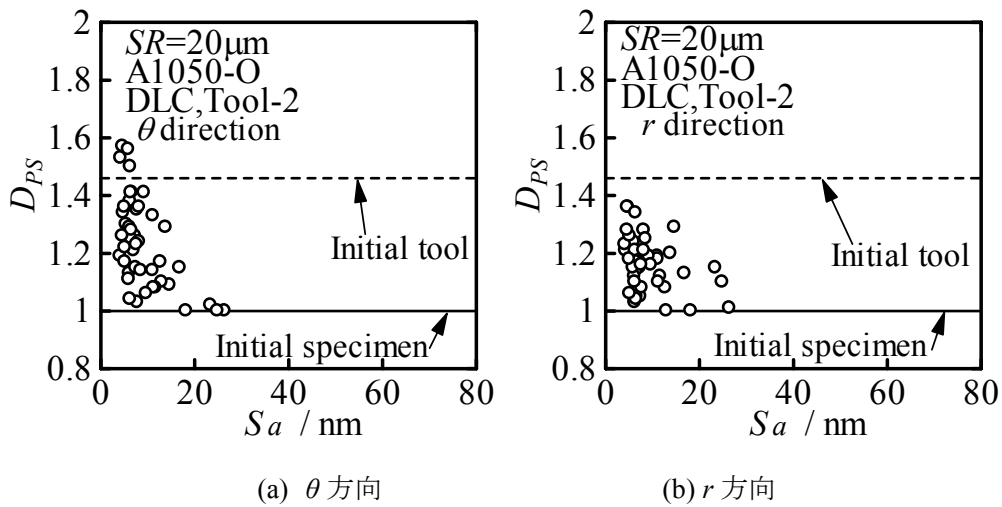 2
1.8
1.6
1.4
1.2
1
0.8
D_PS
SR=20μm
A1050-O
DLC,Tool-2
θ direction
Initial tool
Initial specimen
0 20 40 60 80
Sa / nm
(a) θ 方向
2
1.8
1.6
1.4
1.2
1
0.8
D_PS
SR=20μm
A1050-O
DLC,Tool-2
r direction
Initial tool
Initial specimen
0 20 40 60 80
Sa / nm
(b) r 方向